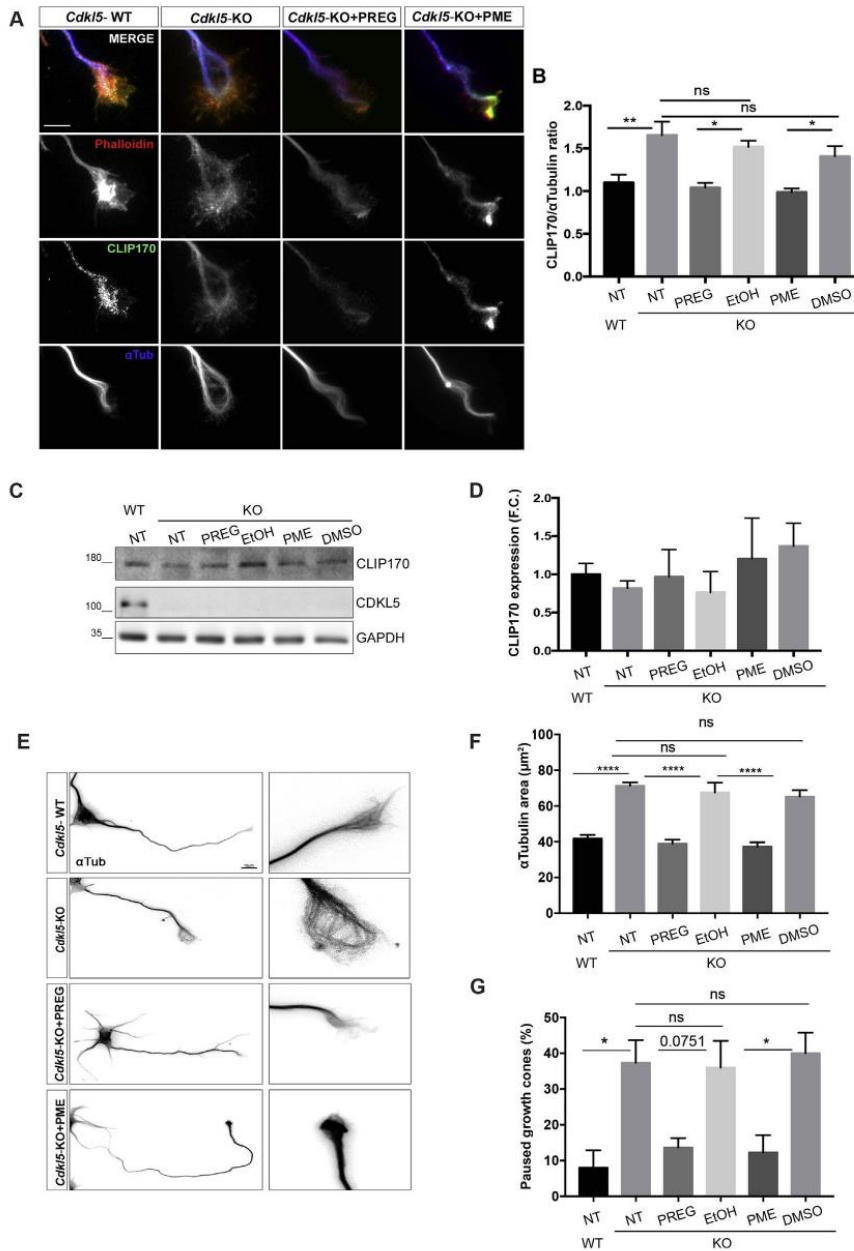 A
Cdkl5- WT Cdkl5-KO Cdkl5-KO+PREG Cdkl5-KO+PME
MERGE
Phalloidin
CLIP170
αTub
B
CLIP170/αTubulin ratio
2.0
1.5
1.0
0.5
0.0
ns
ns
** * *
NT NT PREG EtOH PME DMSO
WT KO
C
WT KO
NT NT PREG EtOH PME DMSO
180 CLIP170
100 CDKL5
35 GAPDH
D
CLIP170 expression (F.C.)
2.0
1.5
1.0
0.5
0.0
NT NT PREG EtOH PME DMSO
WT KO
E
Cdkl5- WT
αTub
Cdkl5-KO
Cdkl5-KO+PREG
Cdkl5-KO+PME
F
αTubulin area (μm²)
100
80
60
40
20
0
ns
ns
**** **** ****
NT NT PREG EtOH PME DMSO
WT KO
G
Paused growth cones (%)
50
40
30
20
10
0
ns
ns
* 0.0751 *
NT NT PREG EtOH PME DMSO
WT KO